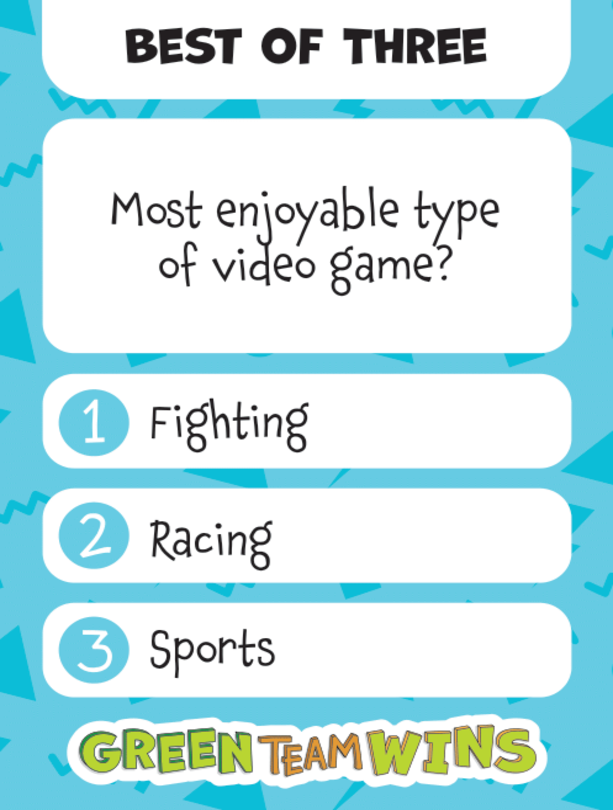 BEST OF THREE
Most enjoyable type
of video game?
1 Fighting
2 Racing
3 Sports
GREEN TEAM WINS